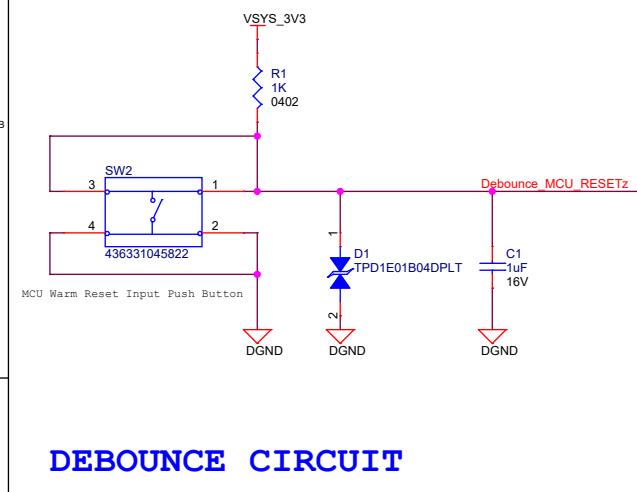 VSYS_3V3
R1
1K
0402
B
SW2
3
1
4
2
436331045822
MCU Warm Reset Input Push Button
Debounce_MCU_RESETz
1
D1
TPD1E01B04DPLT
2
C1
1uF
16V
DGND
DGND
DGND
DEBOUNCE CIRCUIT